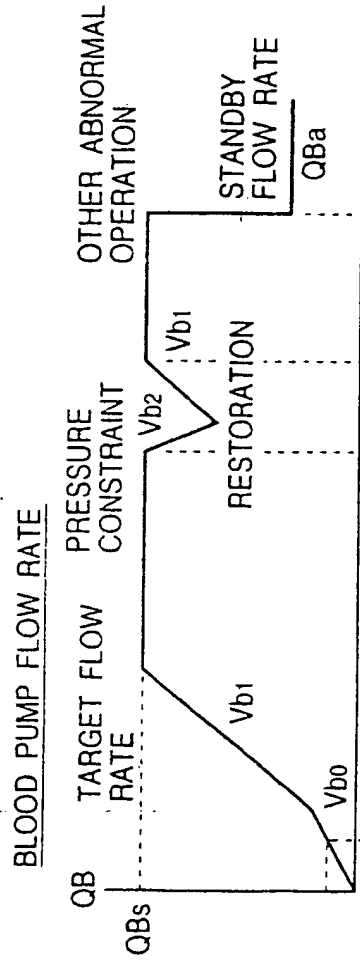 BLOOD PUMP FLOW RATE
QB
QBs
TARGET FLOW
RATE
PRESSURE
CONSTRAINT
OTHER ABNORMAL
OPERATION
Vb0
Vb1
Vb2
Vb1
RESTORATION
STANDBY
FLOW RATE
QBa